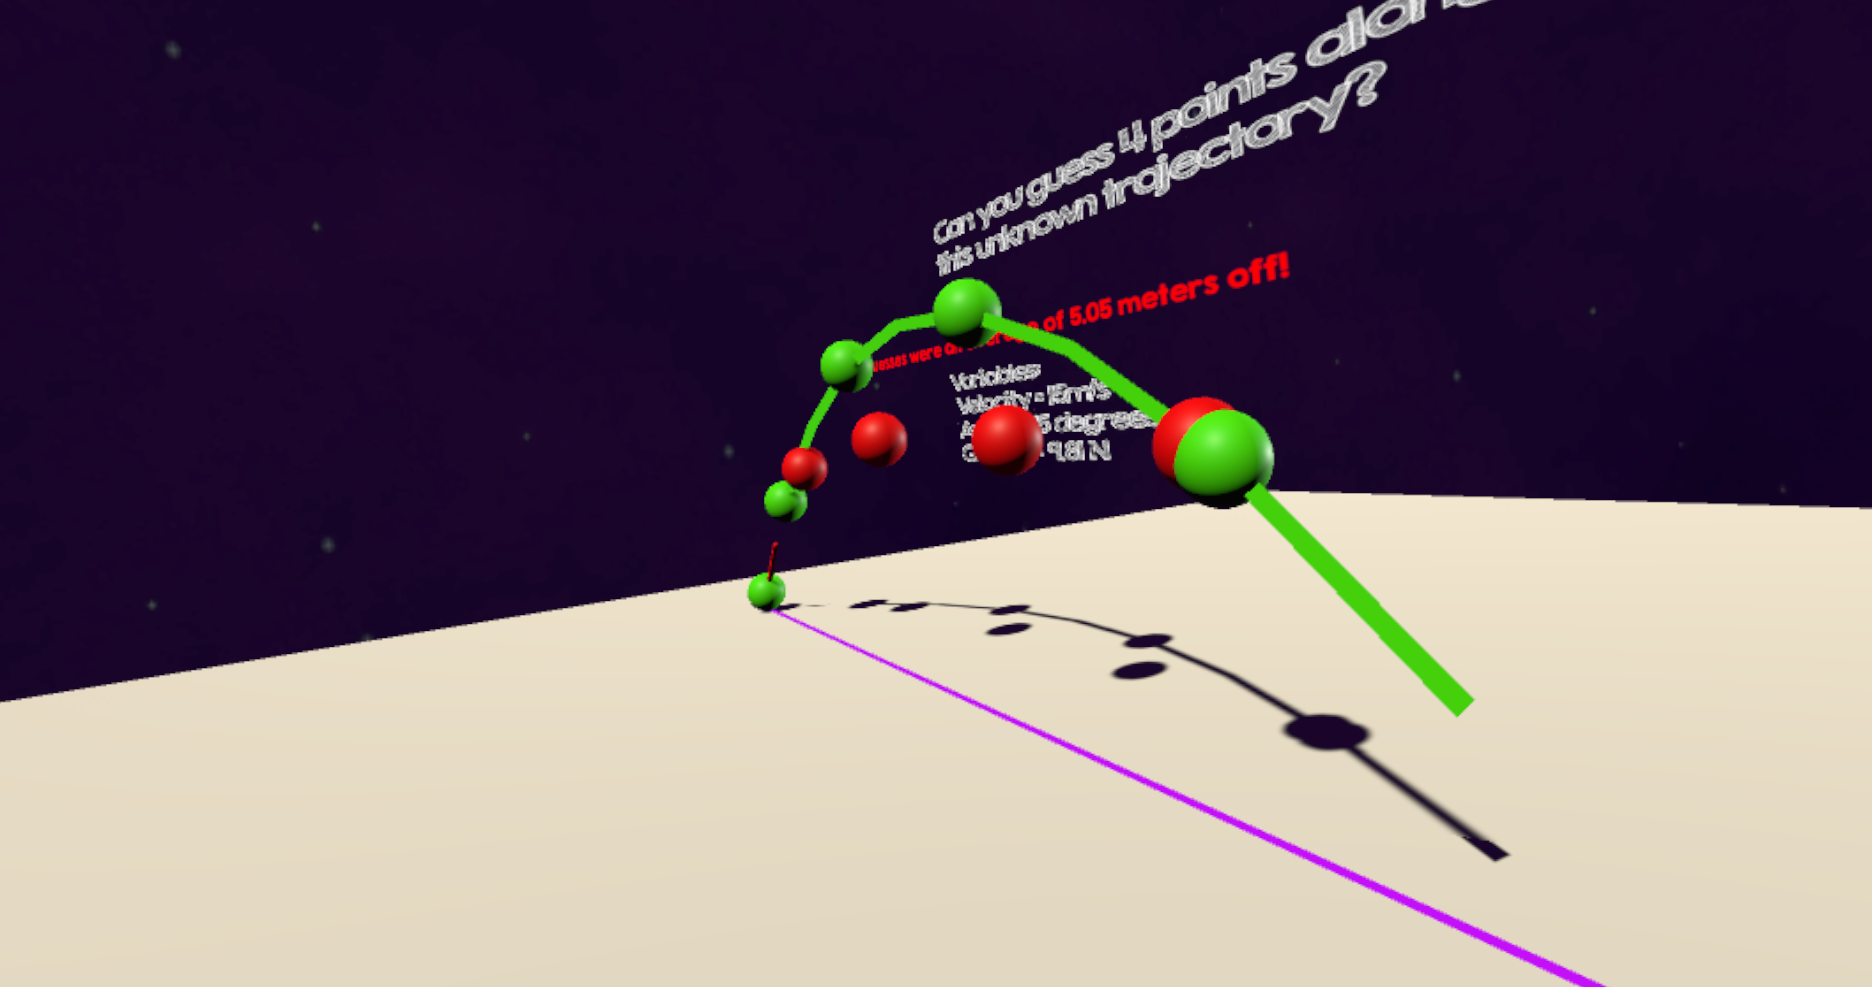 Can you guess 4 points
this unknown trajectory?
were of 5.05 meters off!
Variables
Velocity = 15m/s
degrees
9.81 N